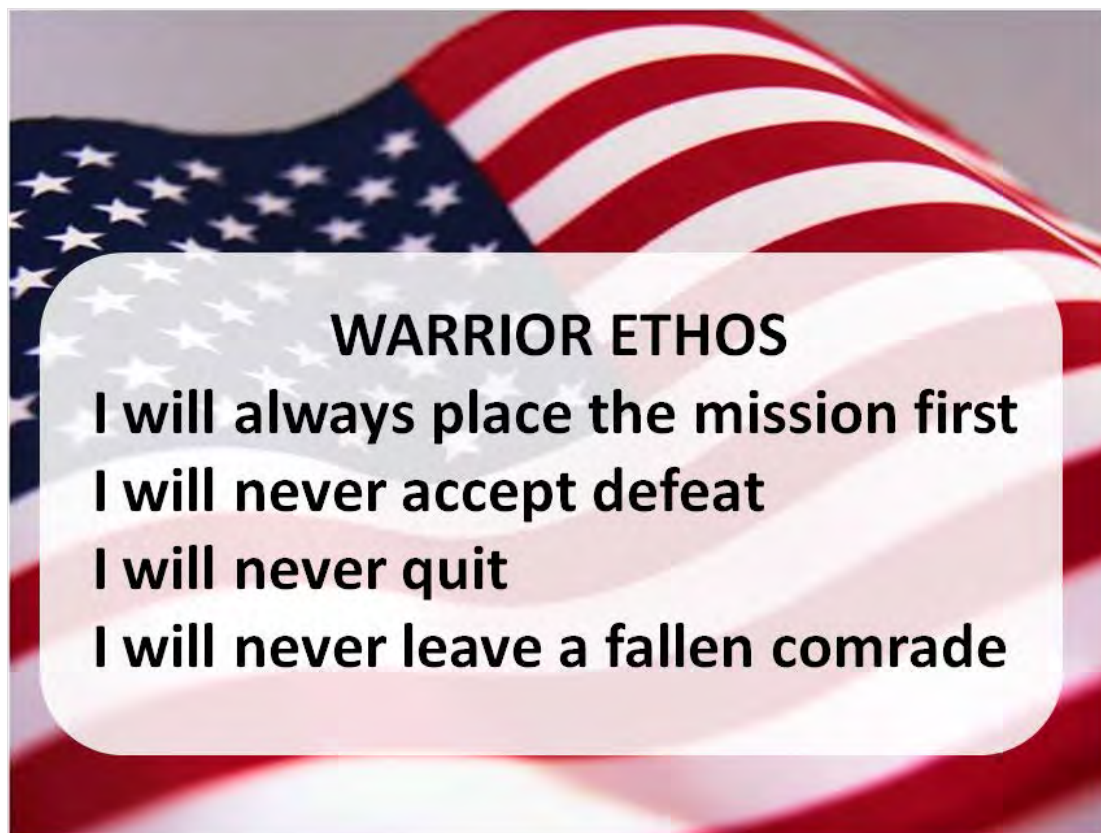 WARRIOR ETHOS
I will always place the mission first
I will never accept defeat
I will never quit
I will never leave a fallen comrade